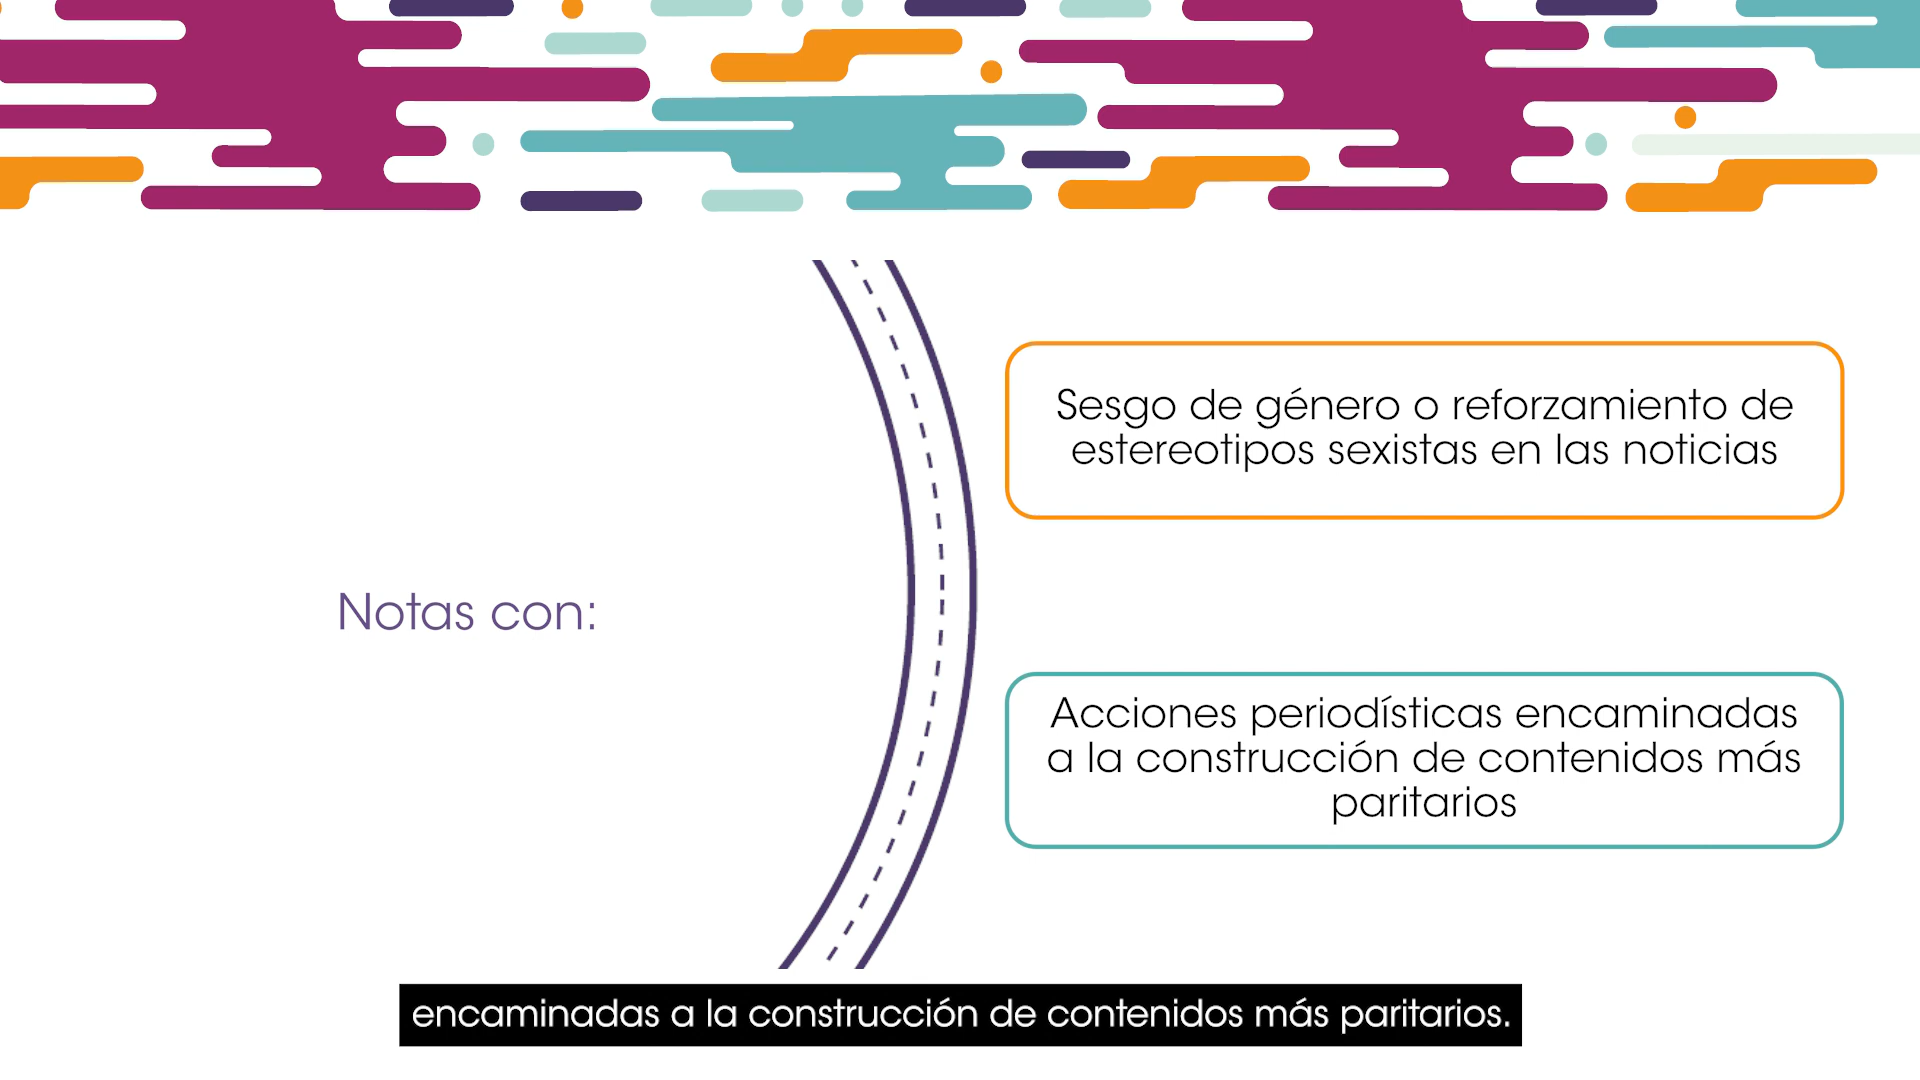 Notas con:
Sesgo de género o reforzamiento de
estereotipos sexistas en las noticias
Acciones periodísticas encaminadas
a la construcción de contenidos más
paritarios
encaminadas a la construcción de contenidos más paritarios.